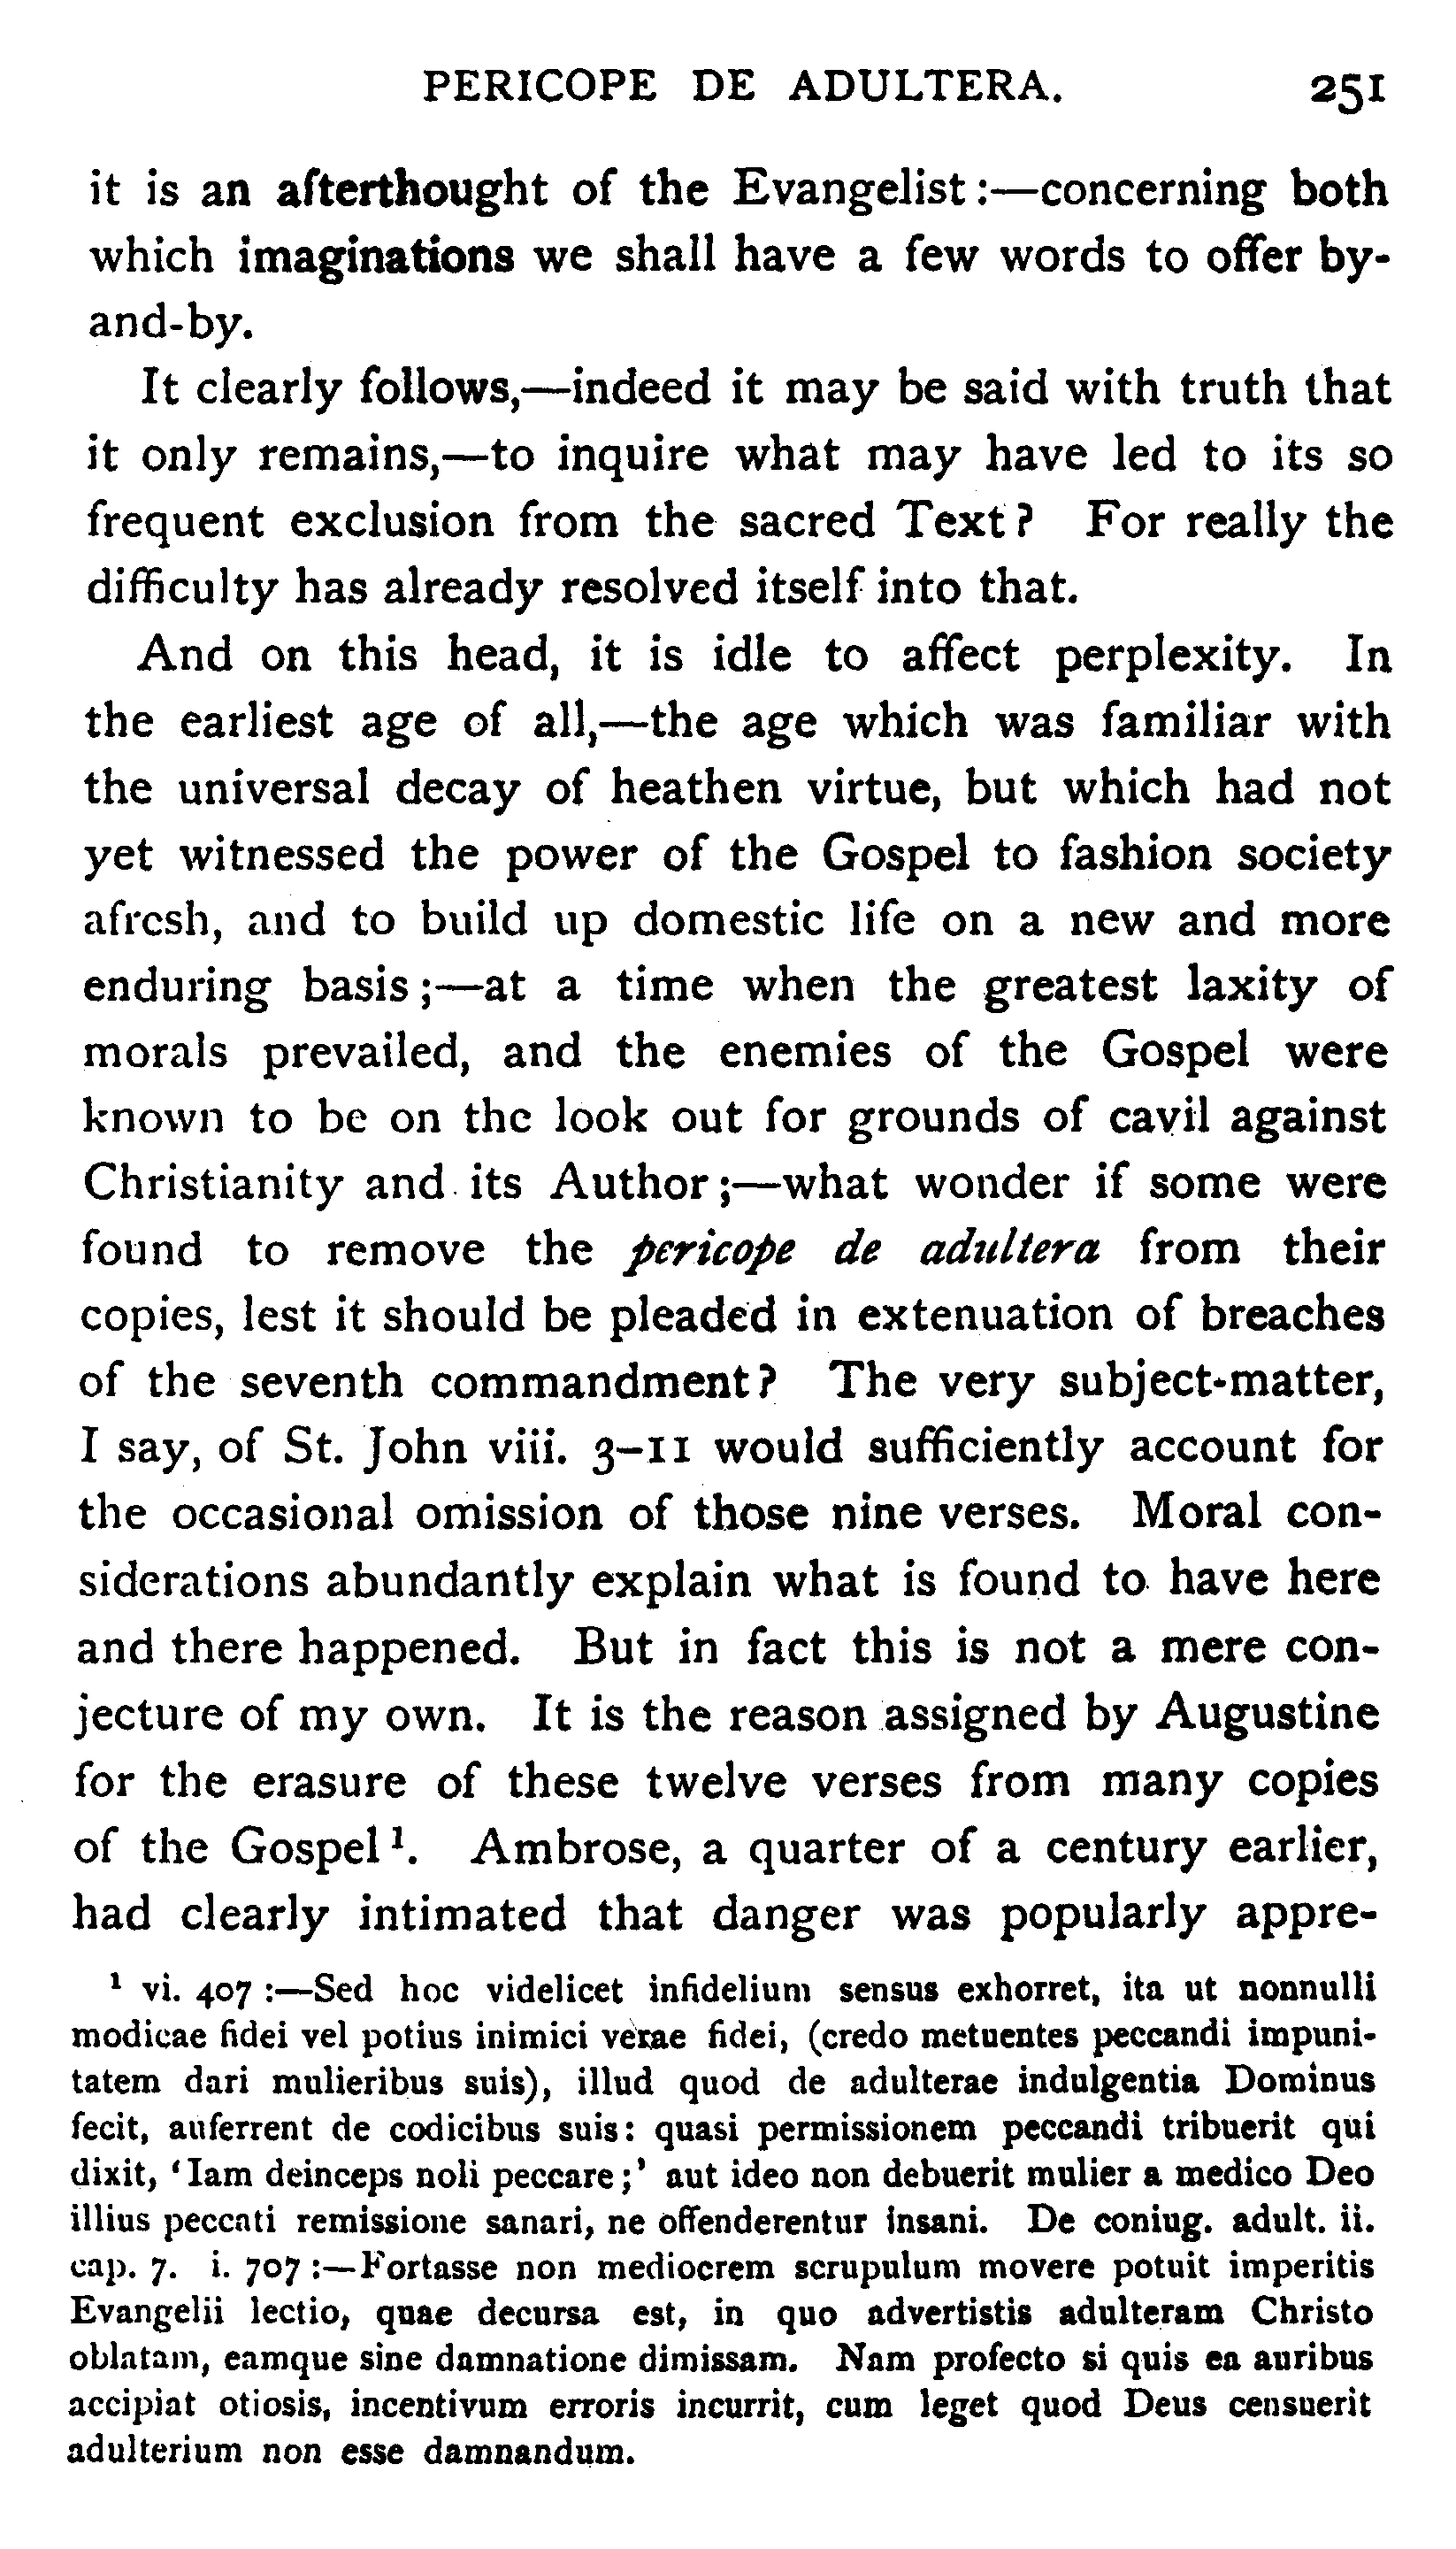 PERICOPE DE ADULTERA. 251
it is an afterthought of the Evangelist :—concerning both
which imaginations we shall have a few words to offer by-
and-by.
It clearly follows,—indeed it may be said with truth that
it only remains,—to inquire what may have led to its so
frequent exclusion from the sacred Text ? For really the
difficulty has already resolved itself into that.
And on this head, it is idle to affect perplexity. In
the earliest age of all,—the age which was familiar with
the universal decay of heathen virtue, but which had not
yet witnessed the power of the Gospel to fashion society
afresh, and to build up domestic life on a new and more
enduring basis ;—at a time when the greatest laxity of
morals prevailed, and the enemies of the Gospel were
known to be on the look out for grounds of cavil against
Christianity and its Author ;—what wonder if some were
found to remove the pericope de adultera from their
copies, lest it should be pleaded in extenuation of breaches
of the seventh commandment ? The very subject-matter,
I say, of St. John viii. 3–11 would sufficiently account for
the occasional omission of those nine verses. Moral con-
siderations abundantly explain what is found to have here
and there happened. But in fact this is not a mere con-
jecture of my own. It is the reason assigned by Augustine
for the erasure of these twelve verses from many copies
of the Gospel ¹. Ambrose, a quarter of a century earlier,
had clearly intimated that danger was popularly appre-
¹ vi. 407 :—Sed hoc videlicet infidelium sensus exhorret, ita ut nonnulli
modicae fidei vel potius inimici verae fidei, (credo metuentes peccandi impuni-
tatem dari mulieribus suis), illud quod de adulterae indulgentia Dominus
fecit, auferrent de codicibus suis: quasi permissionem peccandi tribuerit qui
dixit, ‘Iam deinceps noli peccare ;’ aut ideo non debuerit mulier a medico Deo
illius peccati remissione sanari, ne offenderentur insani. De coniug. adult. ii.
cap. 7. i. 707 :—Fortasse non mediocrem scrupulum movere potuit imperitis
Evangelii lectio, quae decursa est, in quo advertistis adulteram Christo
oblatam, eamque sine damnatione dimissam. Nam profecto si quis ea auribus
accipiat otiosis, incentivum erroris incurrit, cum leget quod Deus censuerit
adulterium non esse damnandum.